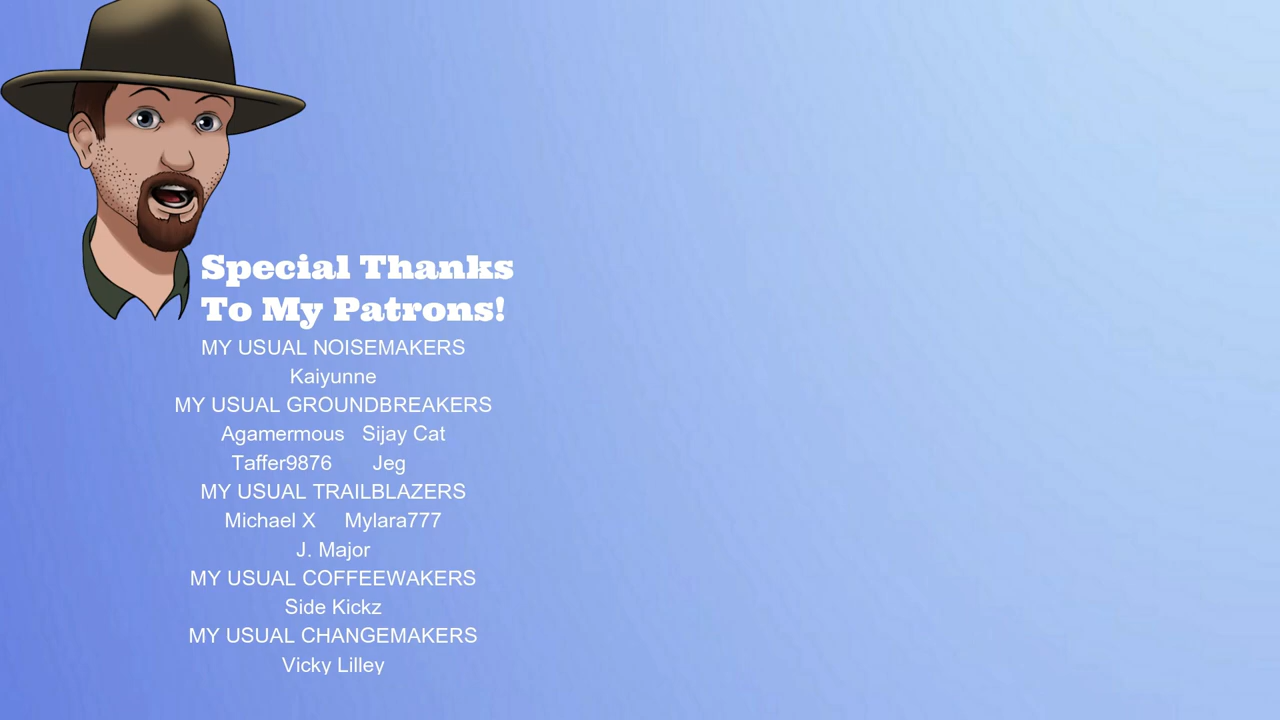 Special Thanks
To My Patrons!
MY USUAL NOISEMAKERS
Kaiyunne
MY USUAL GROUNDBREAKERS
Agamermous Sijay Cat
Taffer9876 Jeg
MY USUAL TRAILBLAZERS
Michael X Mylara777
J. Major
MY USUAL COFFEEWAKERS
Side Kickz
MY USUAL CHANGEMAKERS
Vicky Lilley